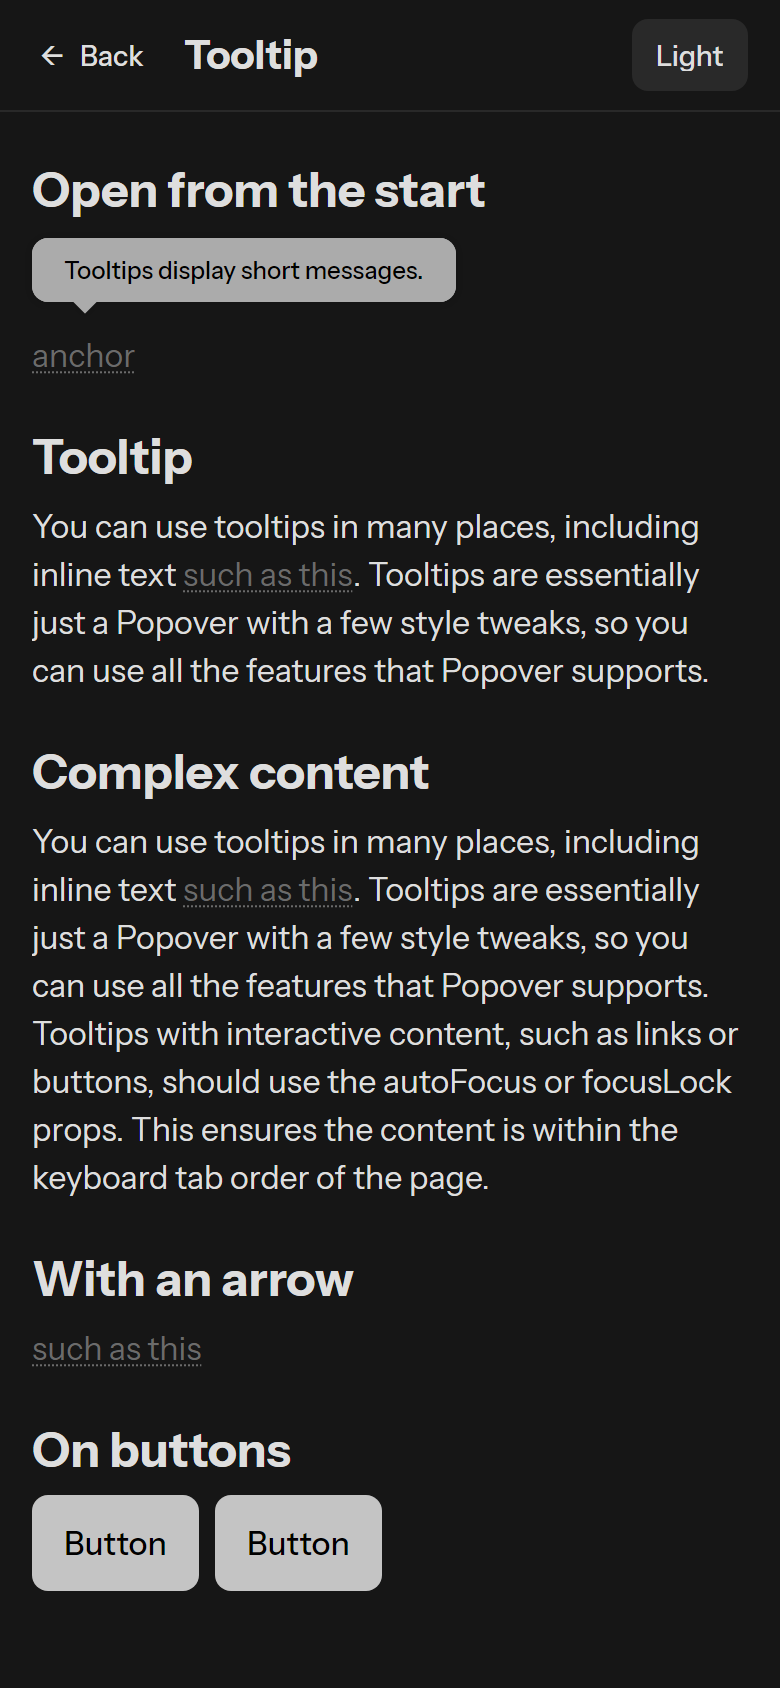 ← Back Tooltip Light
Open from the start
Tooltips display short messages.
anchor
Tooltip
You can use tooltips in many places, including
inline text such as this. Tooltips are essentially
just a Popover with a few style tweaks, so you
can use all the features that Popover supports.
Complex content
You can use tooltips in many places, including
inline text such as this. Tooltips are essentially
just a Popover with a few style tweaks, so you
can use all the features that Popover supports.
Tooltips with interactive content, such as links or
buttons, should use the autoFocus or focusLock
props. This ensures the content is within the
keyboard tab order of the page.
With an arrow
such as this
On buttons
Button Button